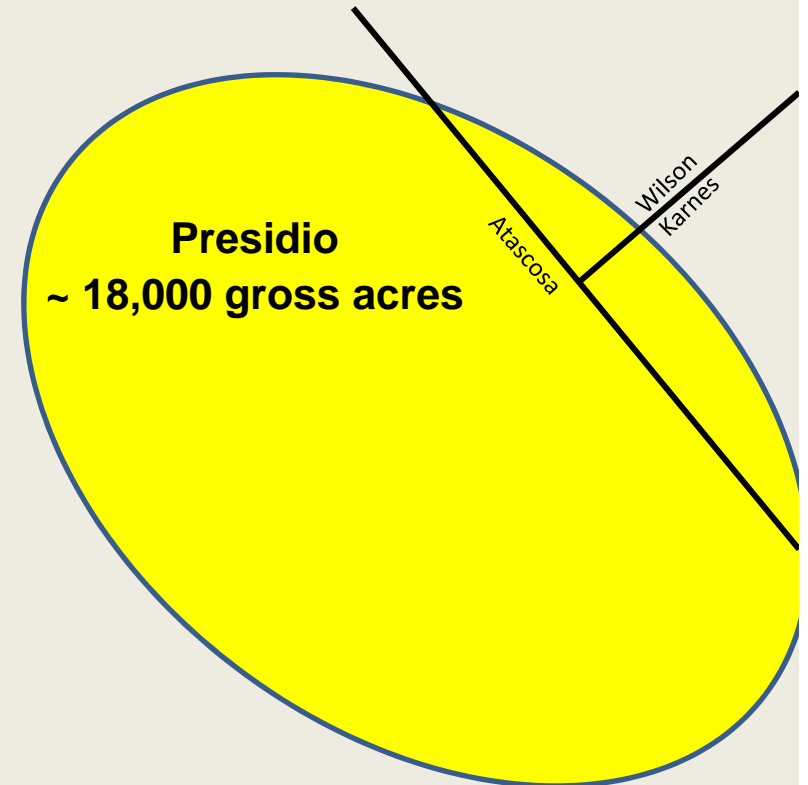 Presidio
~ 18,000 gross acres
Atascosa
Wilson
Karnes